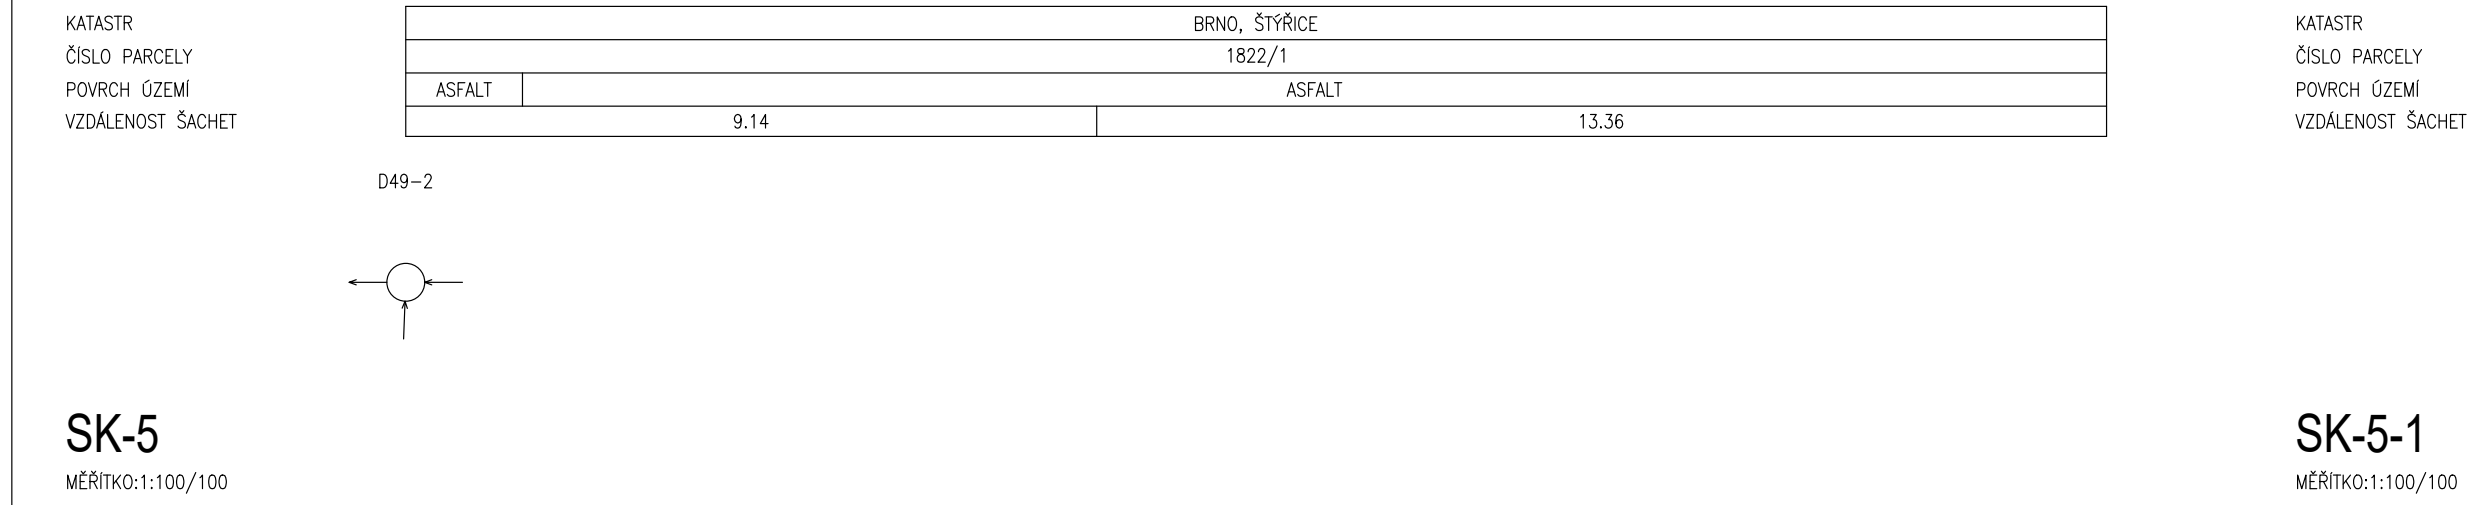 KATASTR BRNO, ŠTÝŘICE KATASTR
ČÍSLO PARCELY 1822/1 ČÍSLO PARCELY
POVRCH ÚZEMÍ ASFALT ASFALT POVRCH ÚZEMÍ
VZDÁLENOST ŠACHET 9.14 13.36 VZDÁLENOST ŠACHET
D49-2
SK-5 SK-5-1
MĚŘÍTKO:1:100/100 MĚŘÍTKO:1:100/100